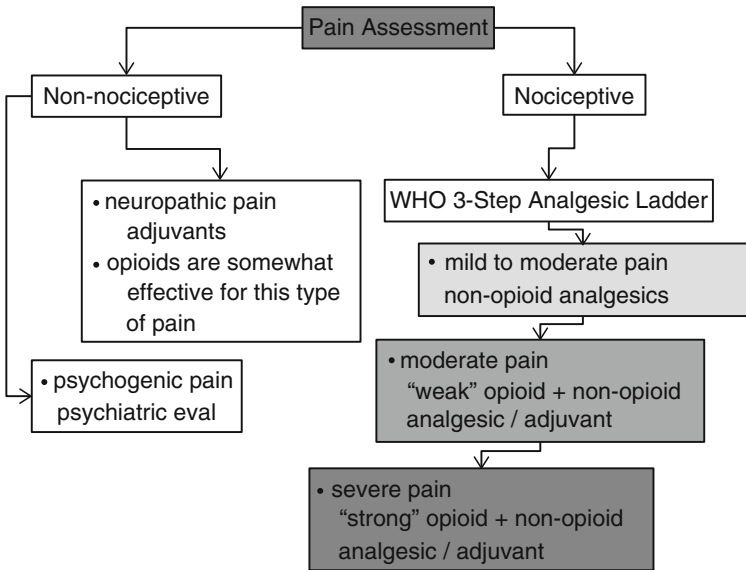 Pain Assessment
Non-nociceptive
Nociceptive
• neuropathic pain
adjuvants
• opioids are somewhat
effective for this type
of pain
• psychogenic pain
psychiatric eval
WHO 3-Step Analgesic Ladder
• mild to moderate pain
non-opioid analgesics
• moderate pain
“weak” opioid + non-opioid
analgesic / adjuvant
• severe pain
“strong” opioid + non-opioid
analgesic / adjuvant